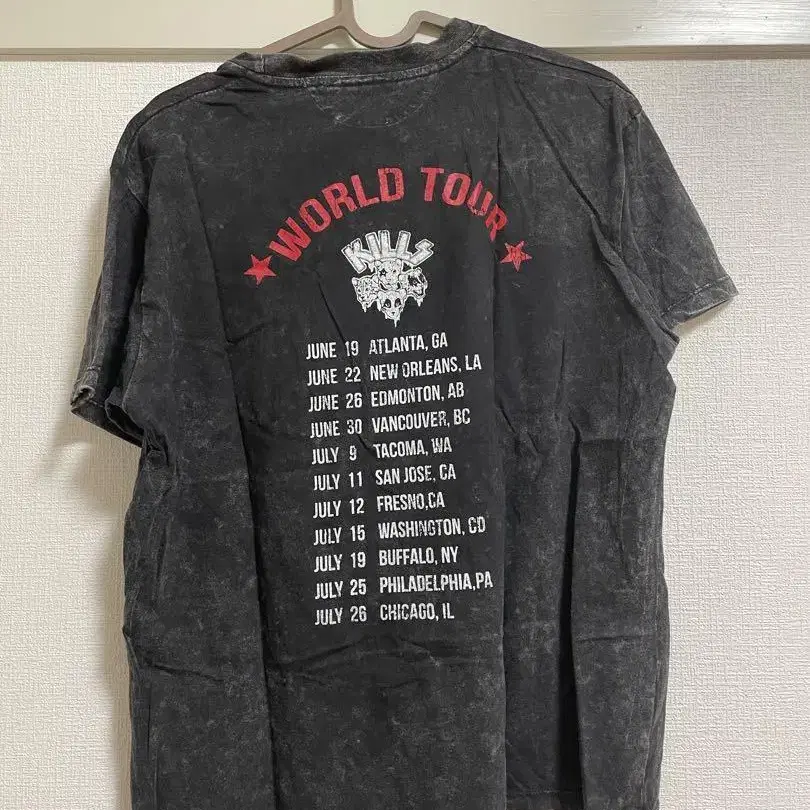 WORLD TOUR
KILLS
JUNE 19 ATLANTA, GA
JUNE 22 NEW ORLEANS, LA
JUNE 26 EDMONTON, AB
JUNE 30 VANCOUVER, BC
JULY 9 TACOMA, WA
JULY 11 SAN JOSE, CA
JULY 12 FRESNO,CA
JULY 15 WASHINGTON, CD
JULY 19 BUFFALO, NY
JULY 25 PHILADELPHIA,PA
JULY 26 CHICAGO, IL